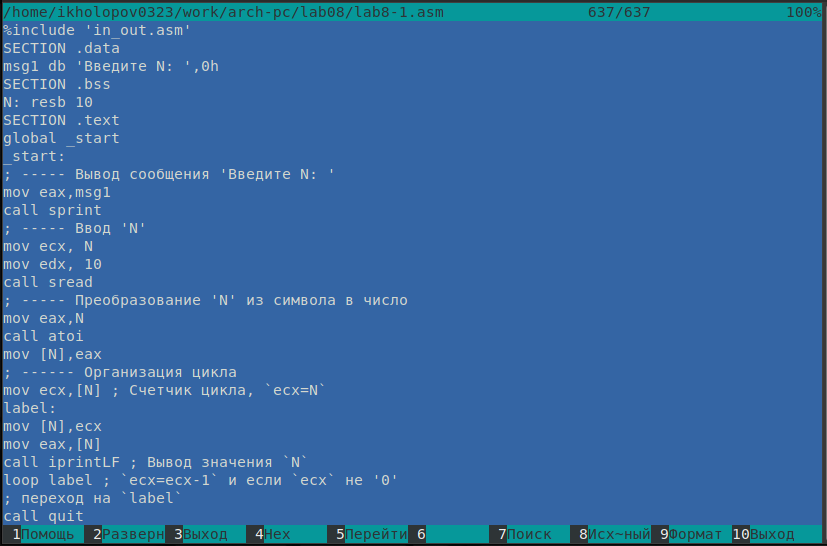 /home/ikholopov0323/work/arch-pc/lab08/lab8-1.asm 637/637 100%
%include 'in_out.asm'
SECTION .data
msg1 db 'Введите N: ',0h
SECTION .bss
N: resb 10
SECTION .text
global _start
_start:
; ----- Вывод сообщения 'Введите N: '
mov eax,msg1
call sprint
; ----- Ввод 'N'
mov ecx, N
mov edx, 10
call sread
; ----- Преобразование 'N' из символа в число
mov eax,N
call atoi
mov [N],eax
; ------ Организация цикла
mov ecx,[N] ; Счетчик цикла, `ecx=N`
label:
mov [N],ecx
mov eax,[N]
call iprintLF ; Вывод значения `N`
loop label ; `ecx=ecx-1` и если `ecx` не '0'
; переход на `label`
call quit
1Помощь 2Разверн 3Выход 4Hex 5Перейти 6 7Поиск 8Исх~ный 9Формат 10Выход